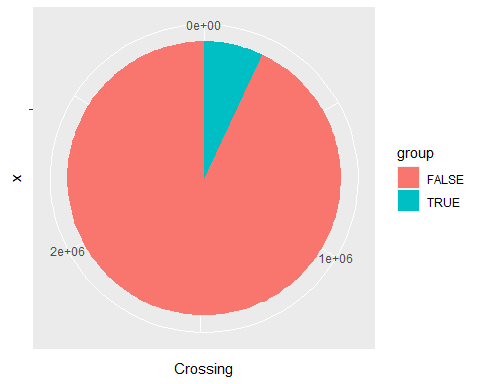 0e+00
group
FALSE
TRUE
x
2e+06
1e+06
Crossing